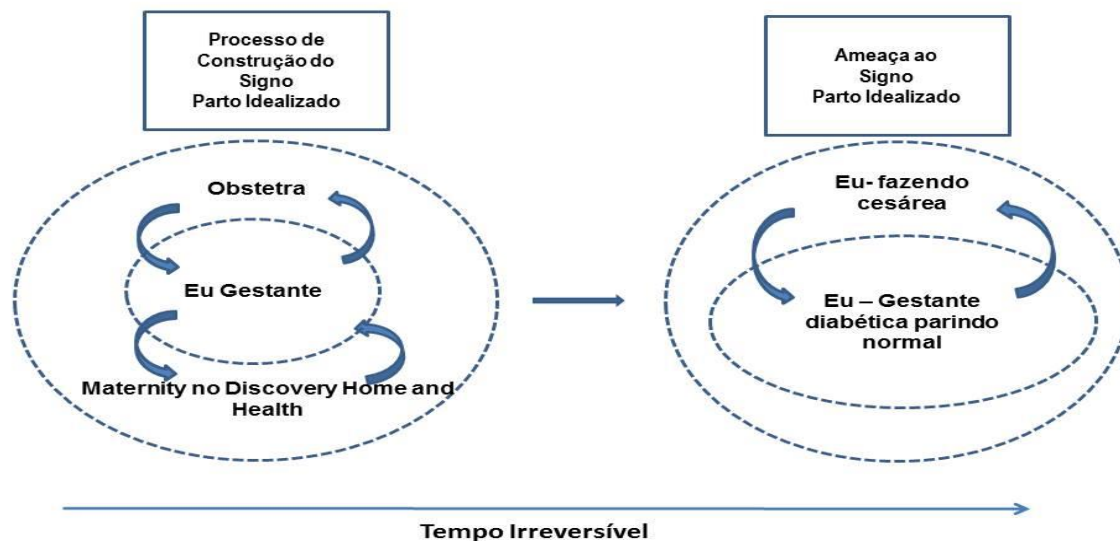 Processo de
Construção do
Signo
Parto Idealizado
Ameaça ao
Signo
Parto Idealizado
Obstetra
Eu Gestante
Maternity no Discovery Home and
Health
Eu- fazendo
cesárea
Eu – Gestante
diabética parindo
normal
Tempo Irreversível